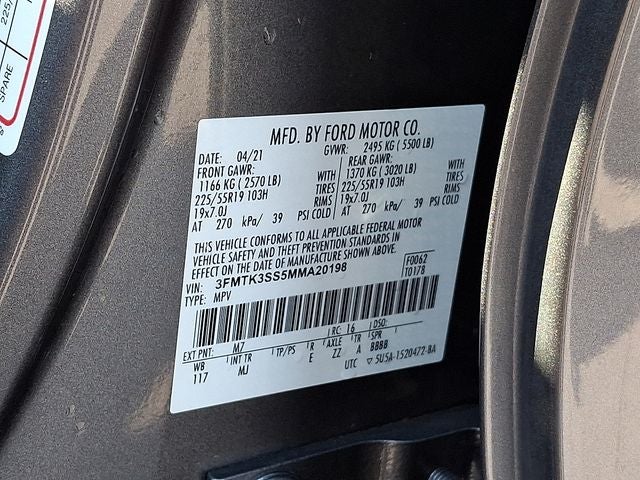 225/
SPARE
MFD. BY FORD MOTOR CO.
DATE: 04/21 GVWR: 2495 KG (5500 LB)
FRONT GAWR: REAR GAWR:
1166 KG (2570 LB) WITH 1370 KG (3020 LB) WITH
225/55R19 103H TIRES 225/55R19 103H TIRES
19x7.0J RIMS 19x7.0J RIMS
AT 270 kPa/ 39 PSI COLD AT 270 kPa/ 39 PSI COLD
THIS VEHICLE CONFORMS TO ALL APPLICABLE FEDERAL MOTOR
VEHICLE SAFETY AND THEFT PREVENTION STANDARDS IN
EFFECT ON THE DATE OF MANUFACTURE SHOWN ABOVE.
VIN: 3FMTK3SS5MMA20198 F0062
TYPE: MPV T0178
EXT PNT: M7 RC: 16 DSO:
WB INT TR TP/PS R AXLE TR SPR
117 MJ E ZZ A BBBB
UTC ▽ 5U5A-1520472-BA